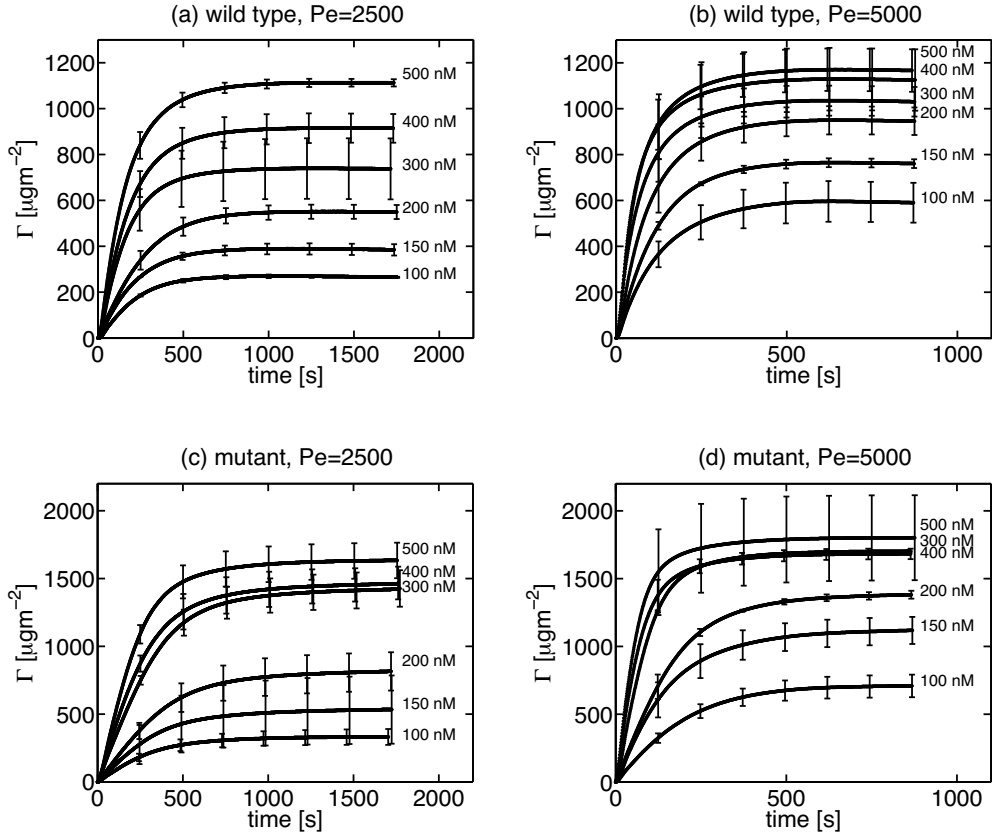 (a) wild type, Pe=2500
1200
1000
800
600
400
200
0
Γ [μgm−2]
500 nM
400 nM
300 nM
200 nM
150 nM
100 nM
0 500 1000 1500 2000
time [s]
(b) wild type, Pe=5000
1200
1000
800
600
400
200
0
Γ [μgm−2]
500 nM
400 nM
300 nM
200 nM
150 nM
100 nM
0 500 1000
time [s]
(c) mutant, Pe=2500
2000
1500
1000
500
0
Γ [μgm−2]
500 nM
400 nM
300 nM
200 nM
150 nM
100 nM
0 500 1000 1500 2000
time [s]
(d) mutant, Pe=5000
2000
1500
1000
500
0
Γ [μgm−2]
500 nM
300 nM
400 nM
200 nM
150 nM
100 nM
0 500 1000
time [s]